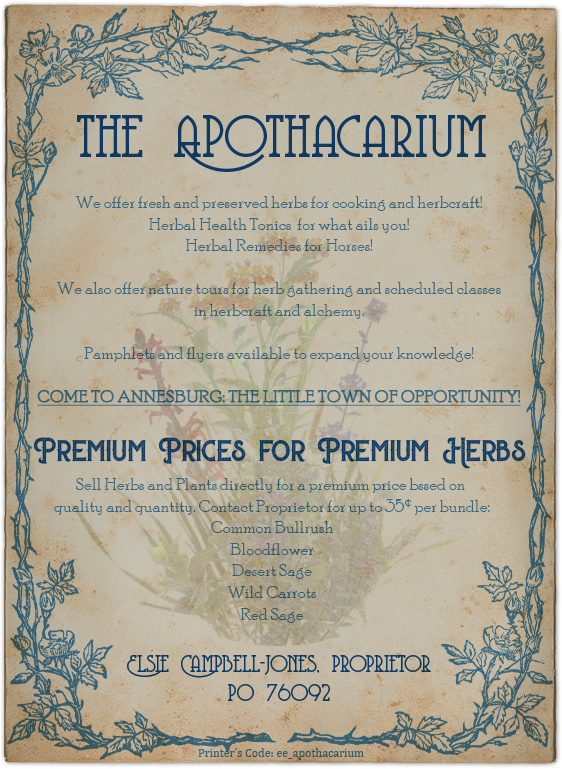 THE APOTHACARIUM
We offer fresh and preserved herbs for cooking and herbcraft!
Herbal Health Tonics for what ails you!
Herbal Remedies for Horses!
We also offer nature tours for herb gathering and scheduled classes
in herbcraft and alchemy.
Pamphlets and flyers available to expand your knowledge!
COME TO ANNESBURG: THE LITTLE TOWN OF OPPORTUNITY!
Premium Prices for Premium Herbs
Sell Herbs and Plants directly for a premium price bssed on
quality and quantity. Contact Proprietor for up to 35¢ per bundle:
Common Bullrush
Bloodflower
Desert Sage
Wild Carrots
Red Sage
Elsie Campbell-Jones, Proprietor
PO 76092
Printer's Code: ee_apothacarium